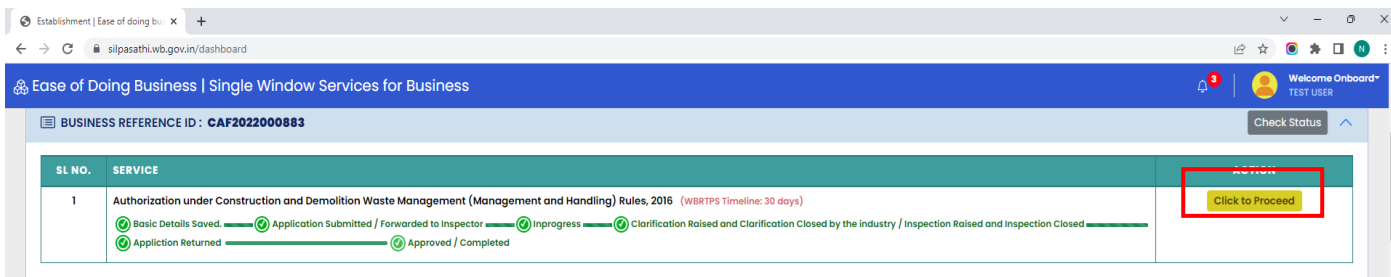 Establishment | Ease of doing bu
silpasathi.wb.gov.in/dashboard
N
Ease of Doing Business | Single Window Services for Business
3
Welcome Onboard
TEST USER
BUSINESS REFERENCE ID : CAF2022000883
Check Status
SL NO. SERVICE ACTION
1 Authorization under Construction and Demolition Waste Management (Management and Handling) Rules, 2016 (WBRTPS Timeline: 30 days) Click to Proceed
Basic Details Saved. Application Submitted / Forwarded to Inspector Inprogress Clarification Raised and Clarification Closed by the industry / Inspection Raised and Inspection Closed
Appliction Returned Approved / Completed